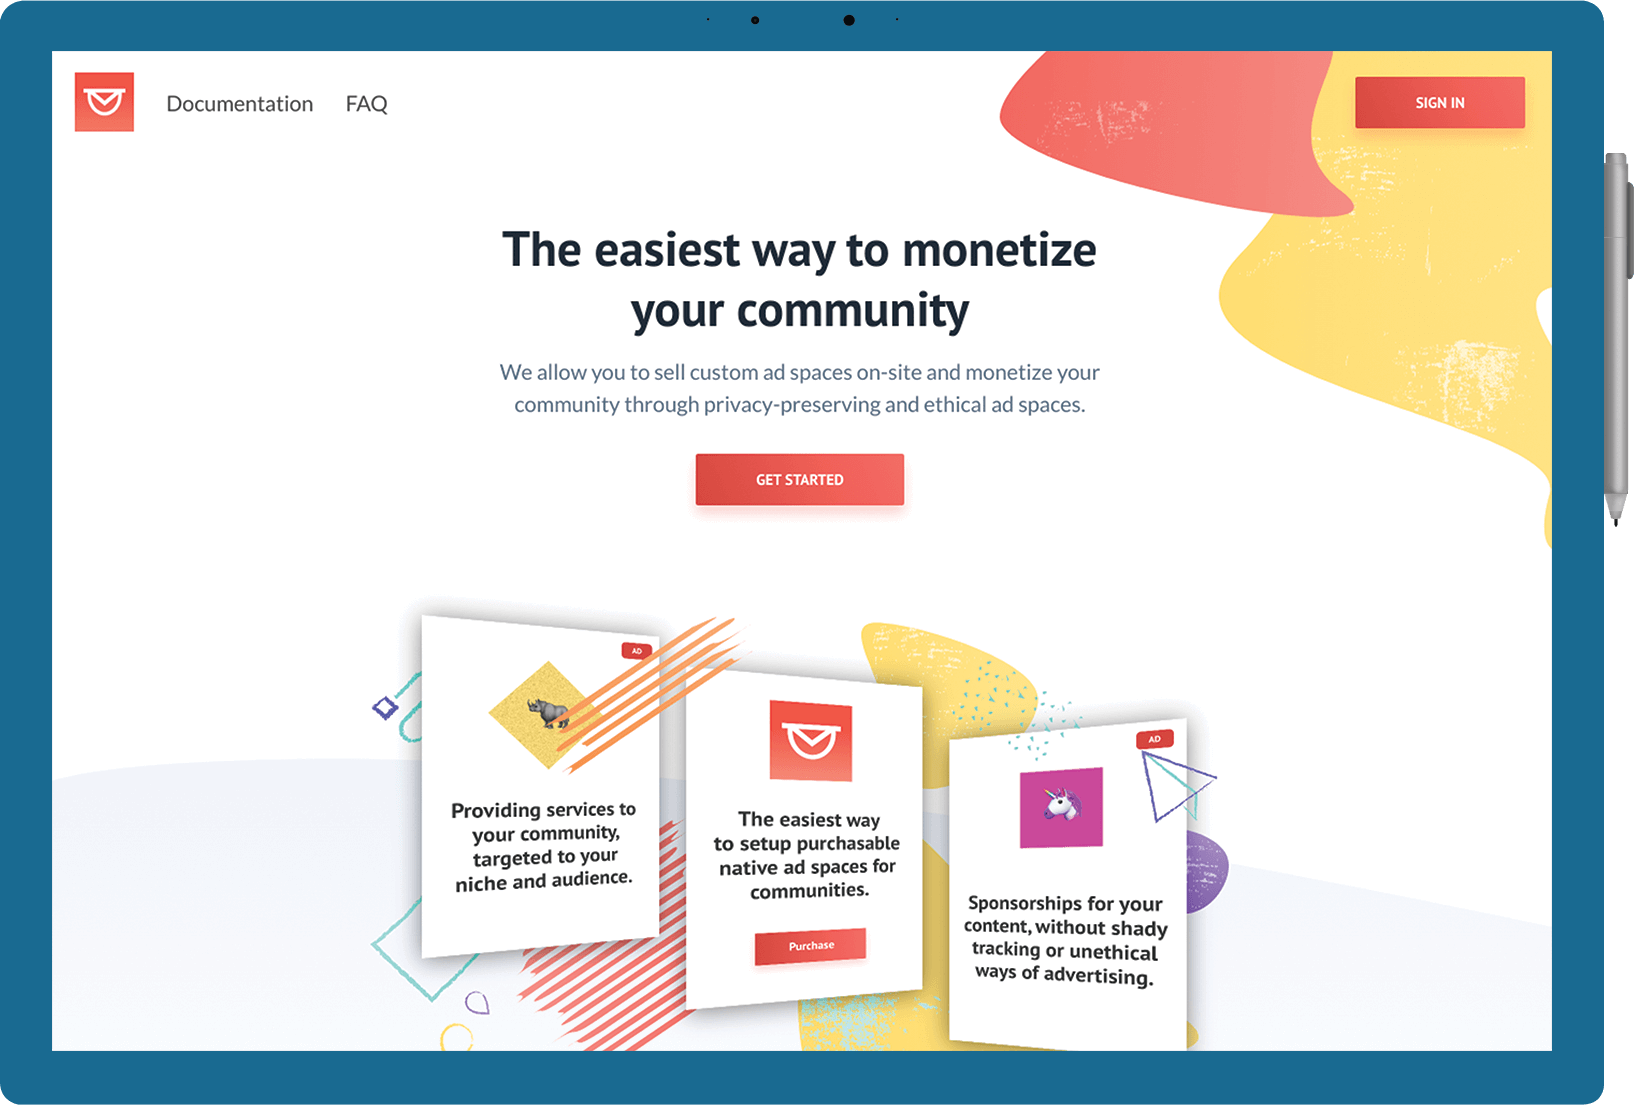 Documentation FAQ
SIGN IN
The easiest way to monetize
your community
We allow you to sell custom ad spaces on-site and monetize your
community through privacy-preserving and ethical ad spaces.
GET STARTED
AD
Providing services to
your community,
targeted to your
niche and audience.
The easiest way
to setup purchasable
native ad spaces for
communities.
Purchase
AD
Sponsorships for your
content, without shady
tracking or unethical
ways of advertising.